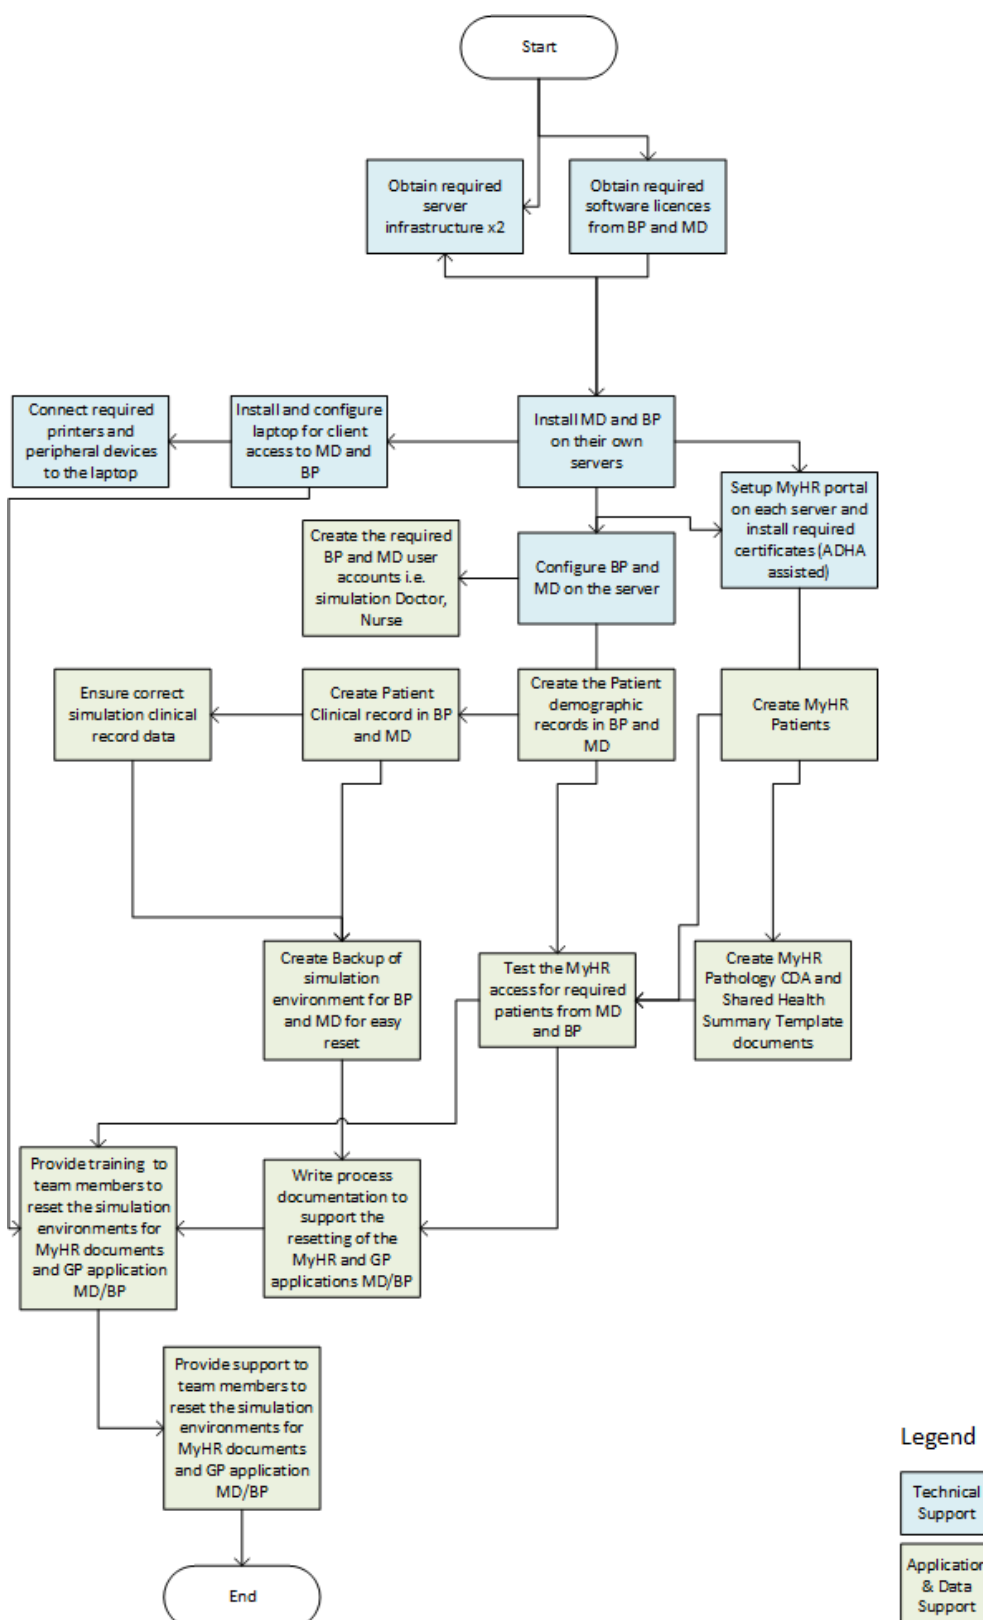 Start
Obtain required
server
infrastructure x2
Obtain required
software licences
from BP and MD
Connect required
printers and
peripheral devices
to the laptop
Install and configure
laptop for client
access to MD and
BP
Install MD and BP
on their own
servers
Setup MyHR portal
on each server and
install required
certificates (ADHA
assisted)
Create the required
BP and MD user
accounts i.e.
simulation Doctor,
Nurse
Configure BP and
MD on the server
Ensure correct
simulation clinical
record data
Create Patient
Clinical record in BP
and MD
Create the Patient
demographic
records in BP and
MD
Create MyHR
Patients
Create Backup of
simulation
environment for BP
and MD for easy
reset
Test the MyHR
access for required
patients from MD
and BP
Create MyHR
Pathology CDA and
Shared Health
Summary Template
documents
Provide training to
team members to
reset the simulation
environments for
MyHR documents
and GP application
MD/BP
Write process
documentation to
support the
resetting of the
MyHR and GP
applications MD/BP
Provide support to
team members to
reset the simulation
environments for
MyHR documents
and GP application
MD/BP
End
Legend
Technical
Support
Application
& Data
Support